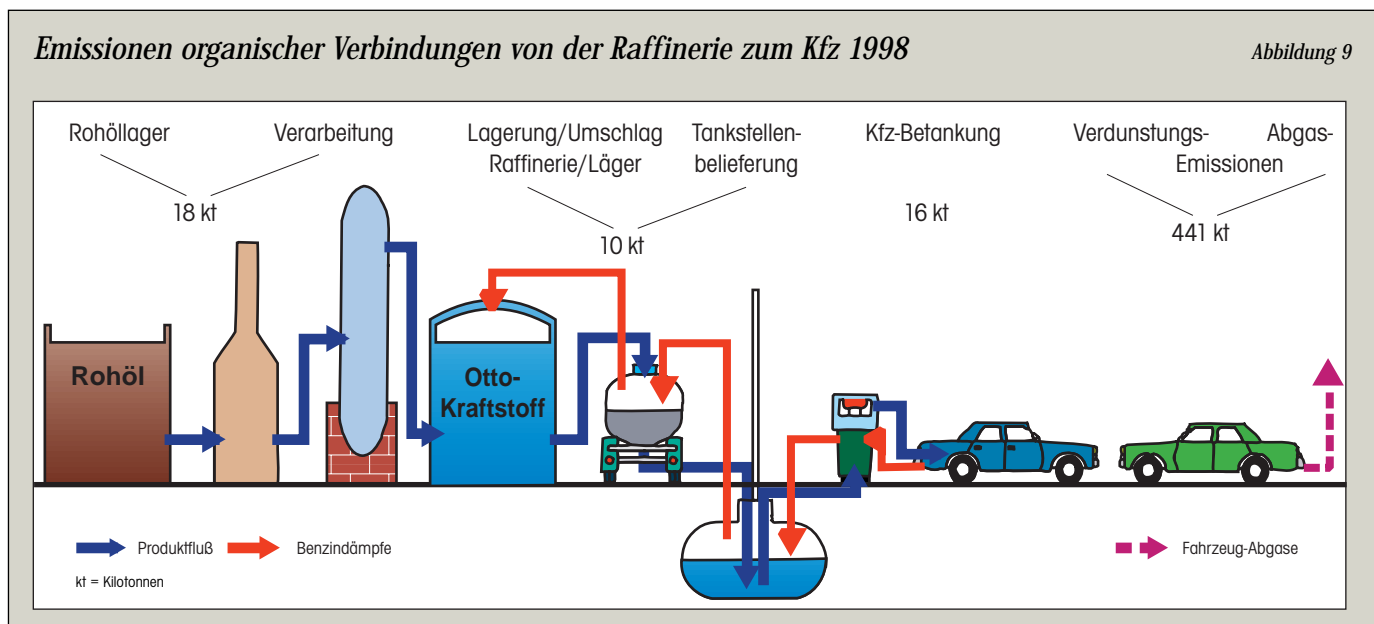 Emissionen organischer Verbindungen von der Raffinerie zum Kfz 1998
Abbildung 9
Rohöllager
Verarbeitung
18 kt
Lagerung/Umschlag
Raffinerie/Läger
Tankstellen-
belieferung
10 kt
Kfz-Betankung
16 kt
Verdunstungs-
Abgas-
Emissionen
441 kt
Rohöl
Otto-
Kraftstoff
Produktfluß
Benzindämpfe
Fahrzeug-Abgase
kt = Kilotonnen